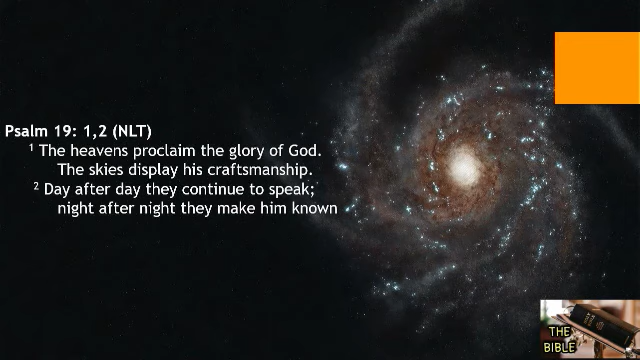 Psalm 19: 1,2 (NLT)
1 The heavens proclaim the glory of God.
The skies display his craftsmanship.
2 Day after day they continue to speak;
night after night they make him known
THE
BIBLE